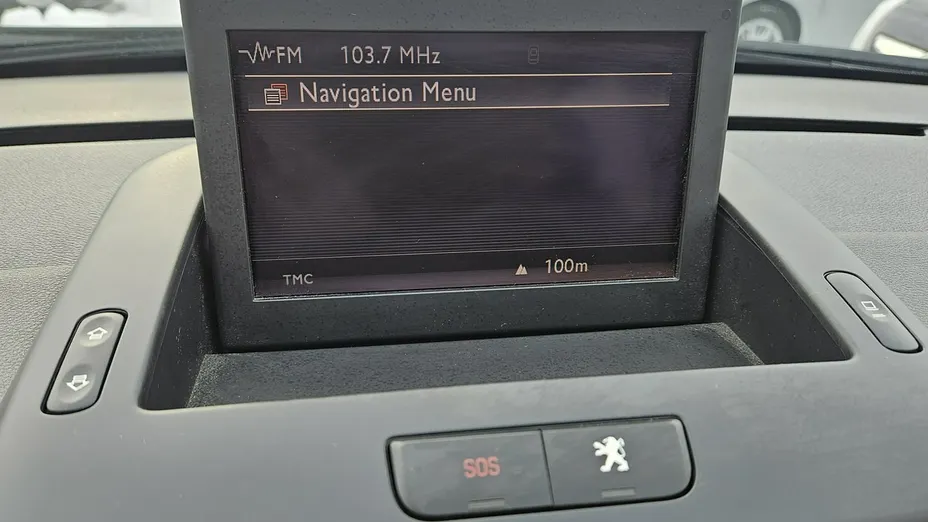 FM 103.7 MHz
Navigation Menu
TMC 100m
SOS